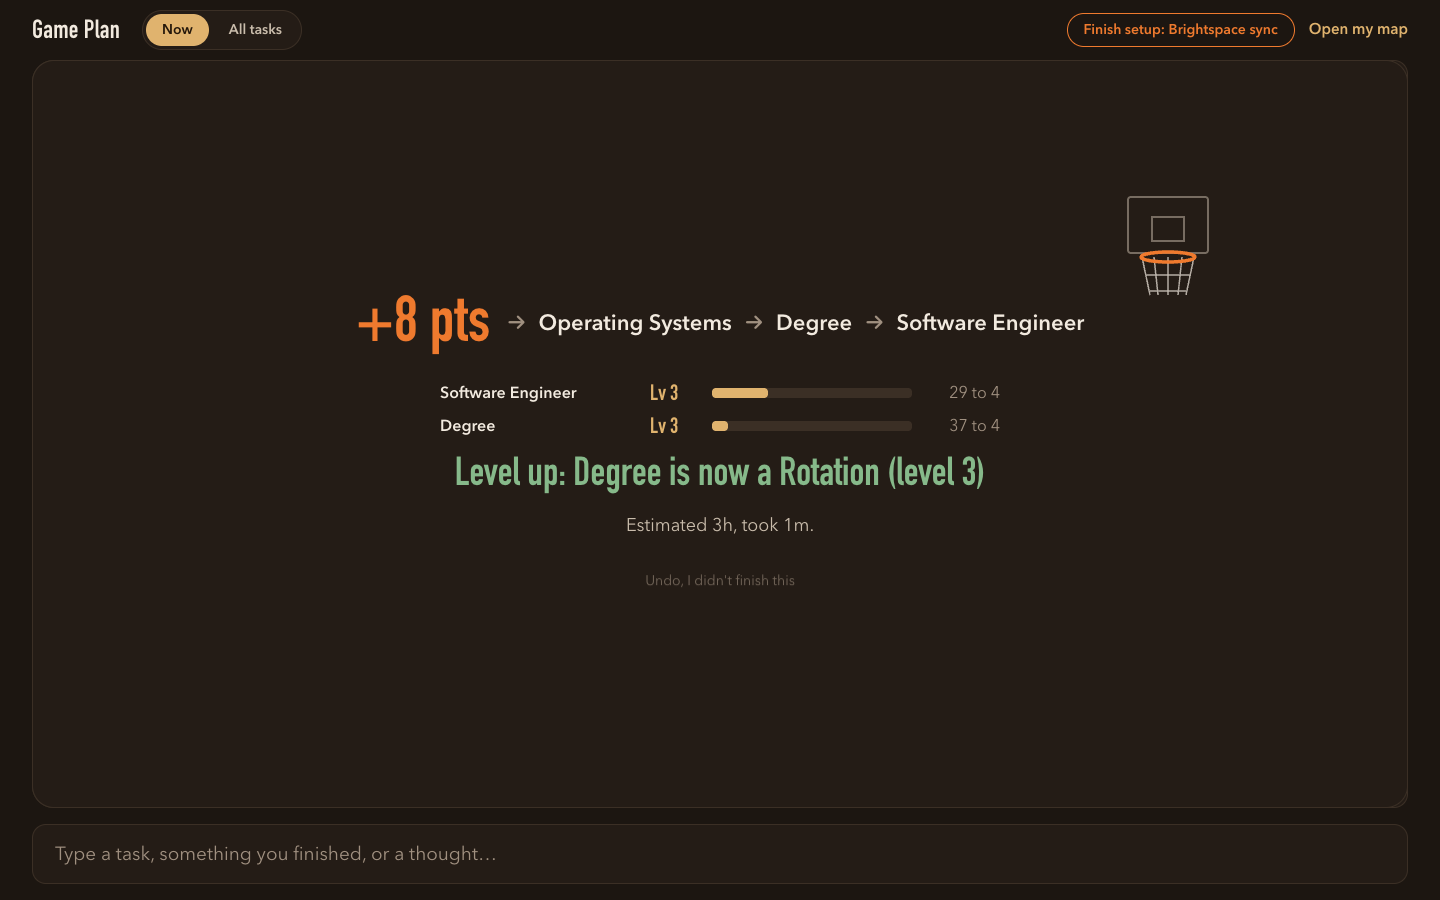 Game Plan Now All tasks Finish setup: Brightspace sync Open my map
+8 pts → Operating Systems → Degree → Software Engineer
Software Engineer Lv 3 29 to 4
Degree Lv 3 37 to 4
Level up: Degree is now a Rotation (level 3)
Estimated 3h, took 1m.
Undo, I didn't finish this
Type a task, something you finished, or a thought...